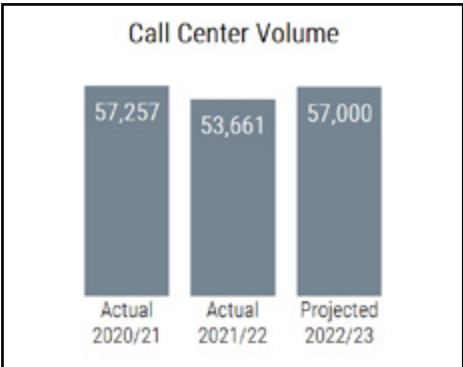 Call Center Volume
57,257
53,661
57,000
Actual
2020/21
Actual
2021/22
Projected
2022/23